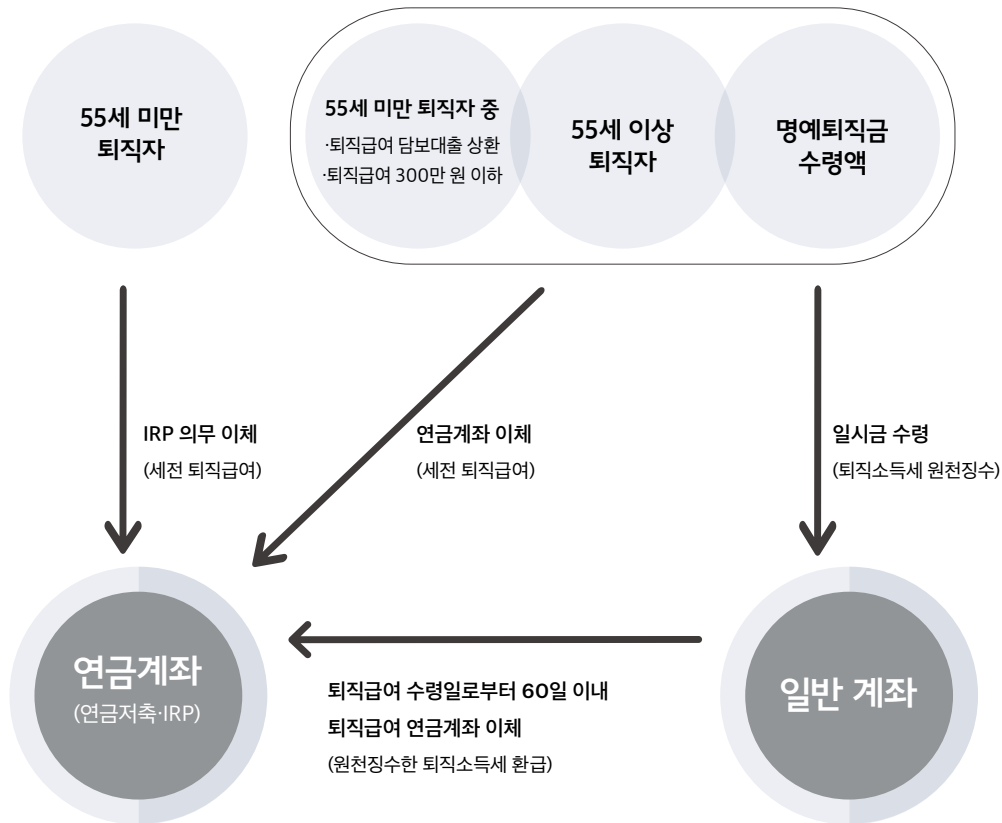 55세 미만
퇴직자
55세 미만 퇴직자 중
·퇴직급여 담보대출 상환
·퇴직급여 300만 원 이하
55세 이상
퇴직자
명예퇴직금
수령액
IRP 의무 이체
(세전 퇴직급여)
연금계좌 이체
(세전 퇴직급여)
일시금 수령
(퇴직소득세 원천징수)
연금계좌
(연금저축·IRP)
퇴직급여 수령일로부터 60일 이내
퇴직급여 연금계좌 이체
(원천징수한 퇴직소득세 환급)
일반 계좌